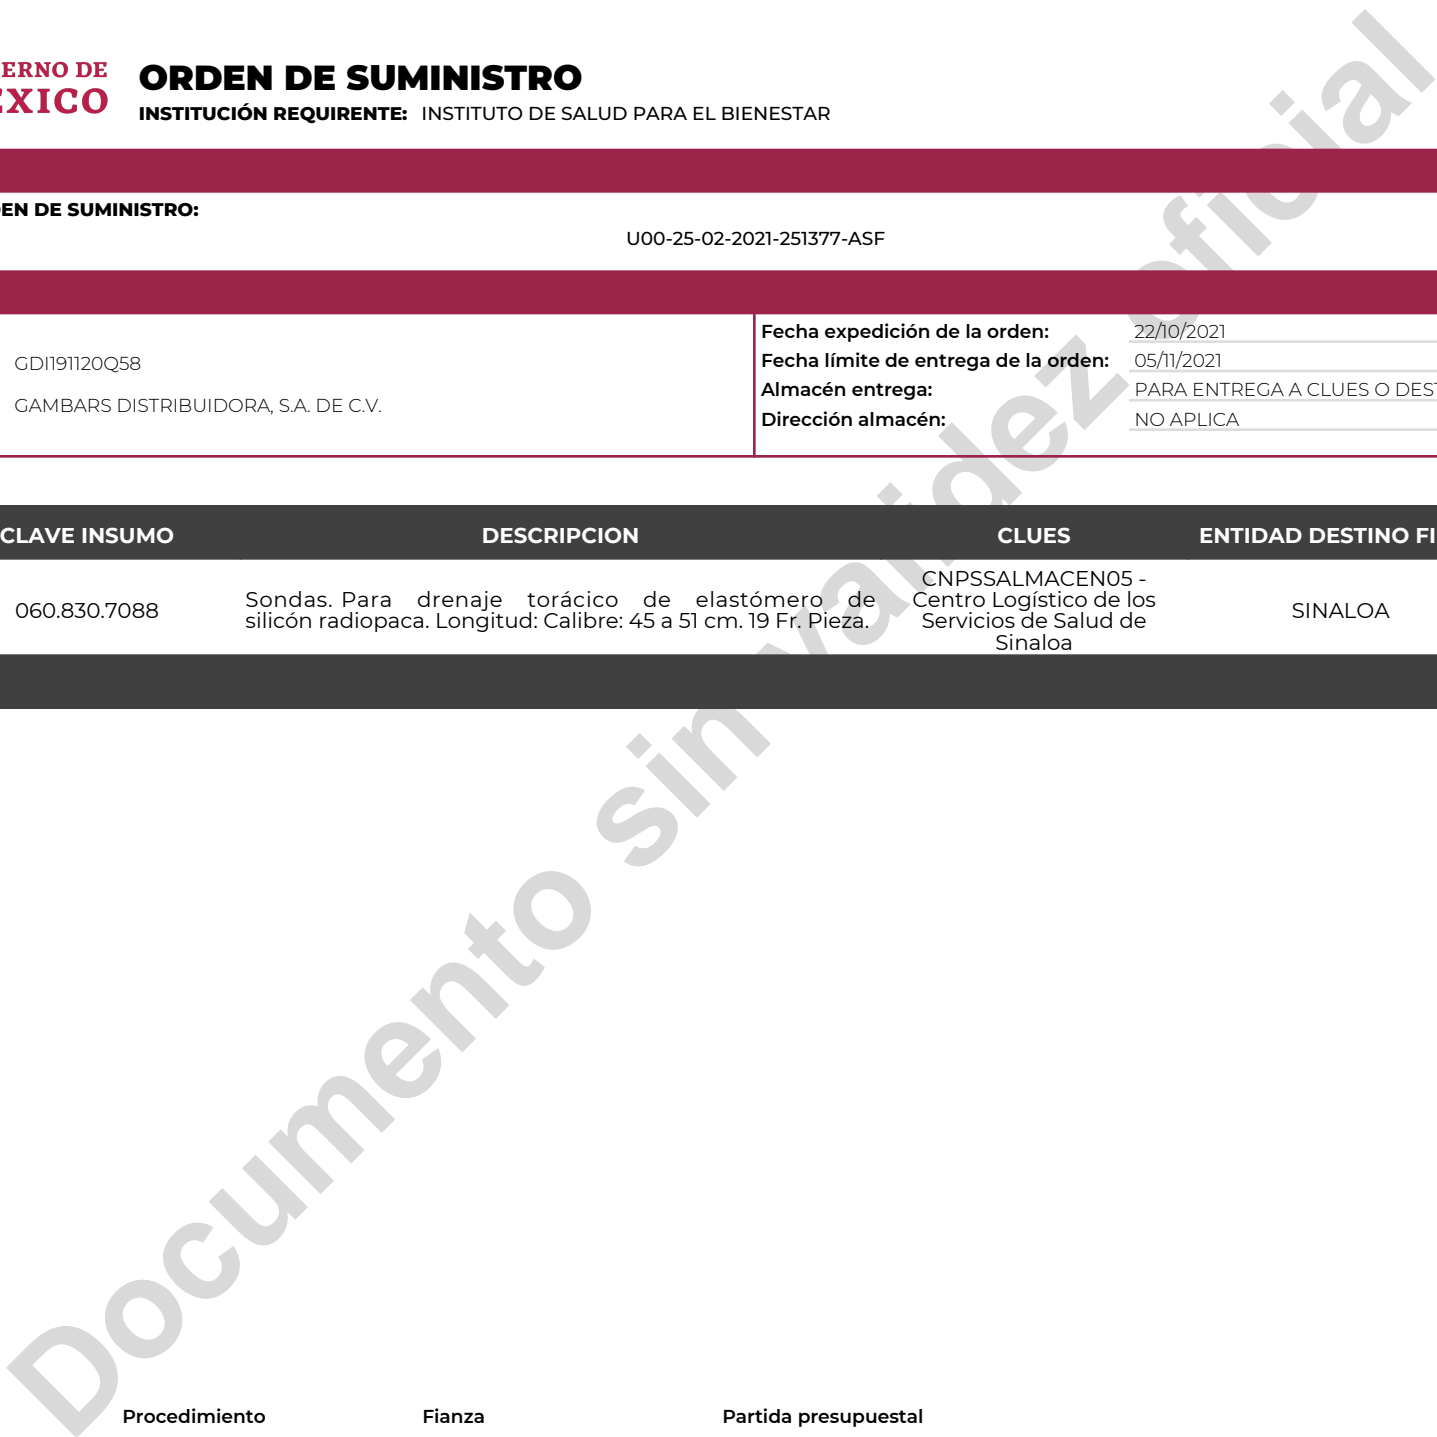 ERNO DE
EXICO
ORDEN DE SUMINISTRO
INSTITUCIÓN REQUIRENTE: INSTITUTO DE SALUD PARA EL BIENESTAR
EN DE SUMINISTRO:
U00-25-02-2021-251377-ASF
GDI191120Q58
GAMBARS DISTRIBUIDORA, S.A. DE C.V.
Fecha expedición de la orden: 22/10/2021
Fecha límite de entrega de la orden: 05/11/2021
Almacén entrega: PARA ENTREGA A CLUES O DEST
Dirección almacén: NO APLICA
CLAVE INSUMO DESCRIPCION CLUES ENTIDAD DESTINO FI
060.830.7088
Sondas. Para drenaje torácico de elastómero de
silicón radiopaca. Longitud: Calibre: 45 a 51 cm. 19 Fr. Pieza.
CNPSSALMACEN05 -
Centro Logístico de los
Servicios de Salud de
Sinaloa
SINALOA
Documento sin validez oficial
Procedimiento Fianza Partida presupuestal